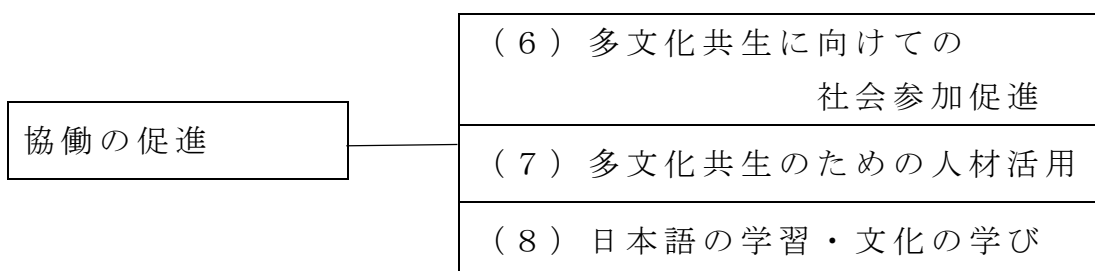 協働の促進
（６）多文化共生に向けての
社会参加促進
（７）多文化共生のための人材活用
（８）日本語の学習・文化の学び